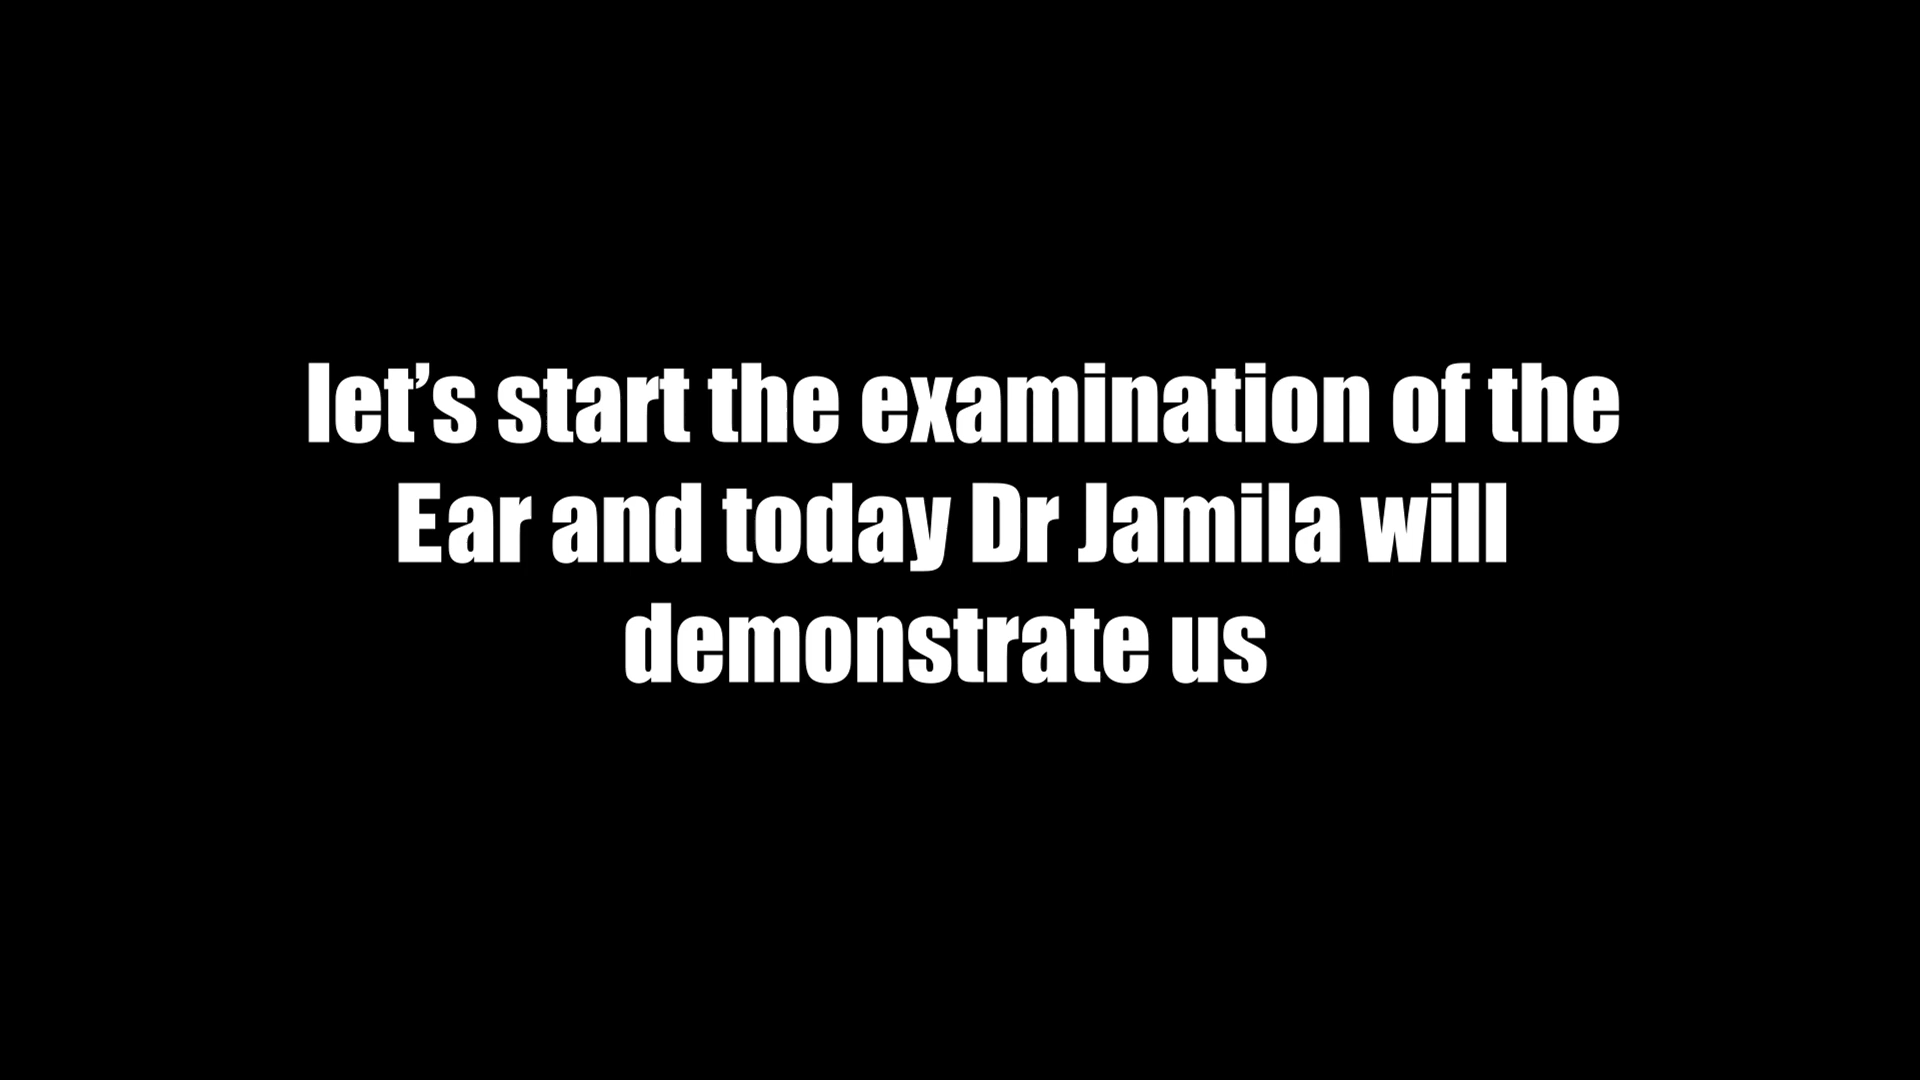 let’s start the examination of the
Ear and today Dr Jamila will
demonstrate us